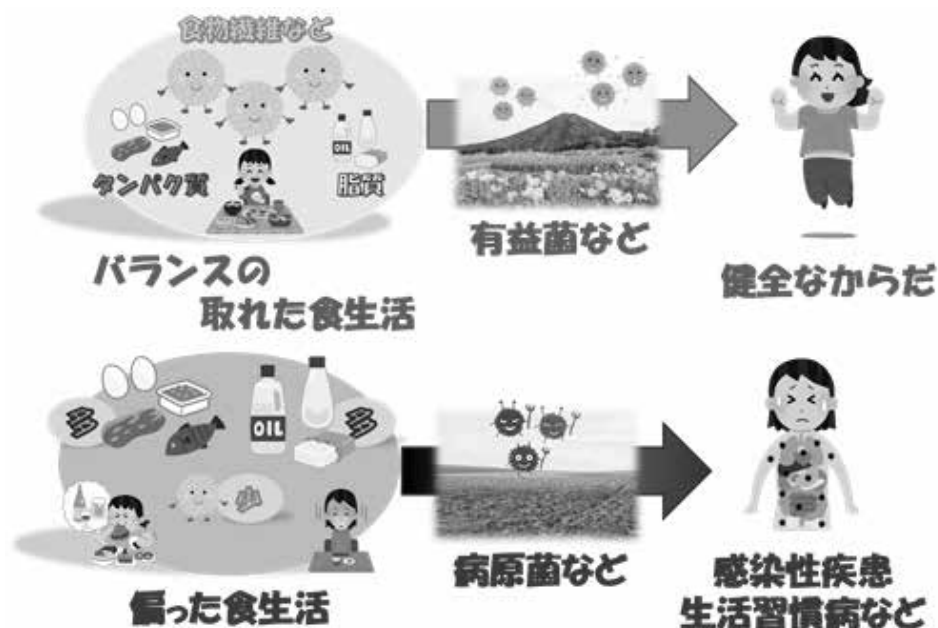 食物繊維など
OIL
タンパク質
脂質
バランスの
取れた食生活
有益菌など
健全なからだ
多
OIL
多
少
偏った食生活
病原菌など
感染性疾患
生活習慣病など